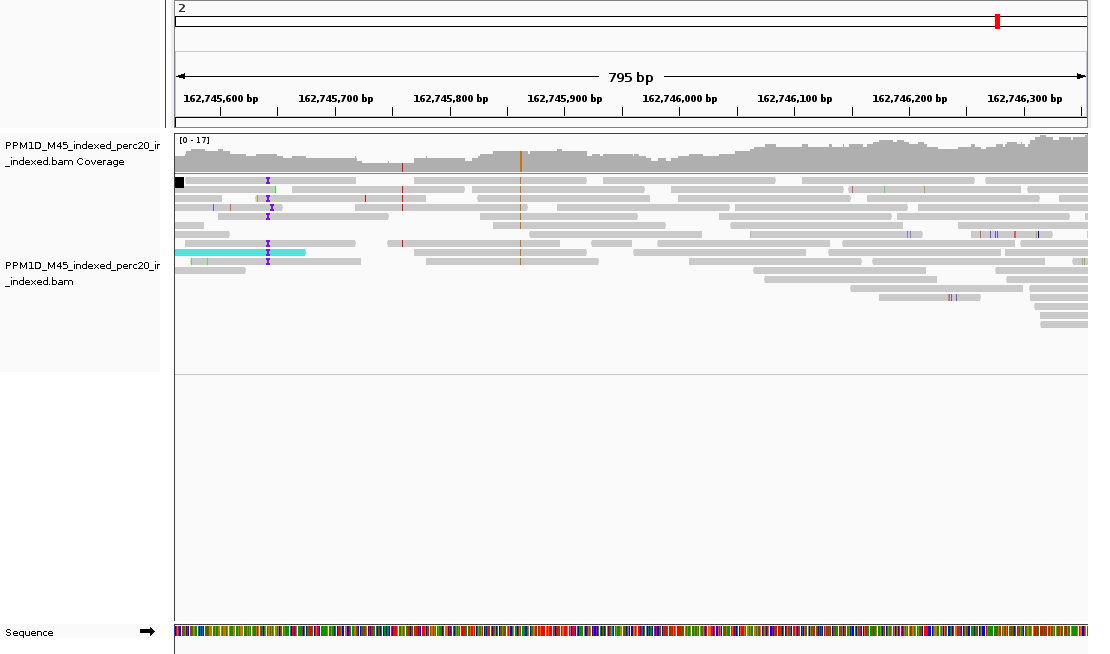 2
795 bp
162,745,600 bp 162,745,700 bp 162,745,800 bp 162,745,900 bp 162,746,000 bp 162,746,100 bp 162,746,200 bp 162,746,300 bp
[0 - 17]
PPM1D_M45_indexed_perc20_ir
_indexed.bam Coverage
PPM1D_M45_indexed_perc20_ir
_indexed.bam
Sequence